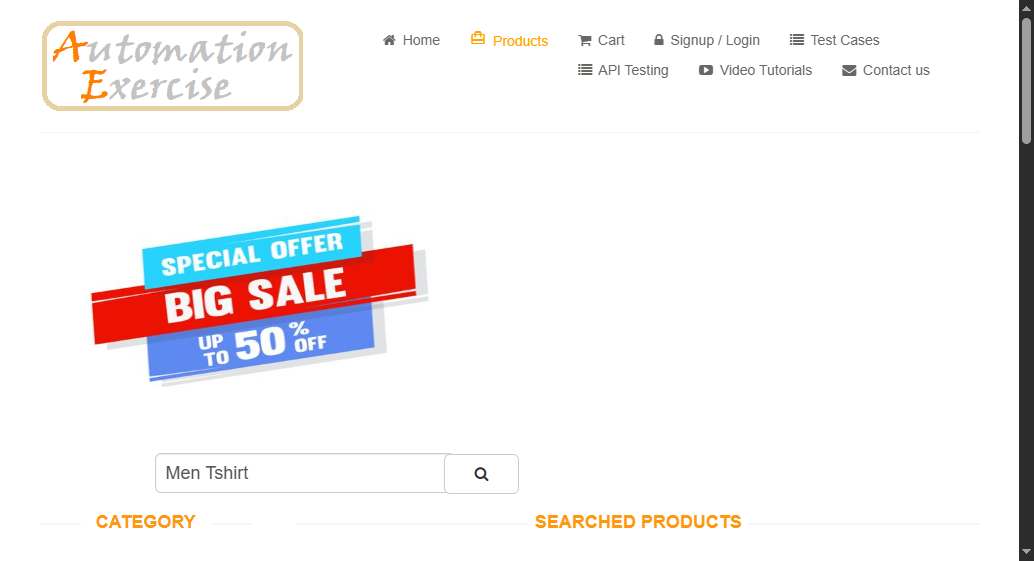 Automation
Exercise
Home Products Cart Signup / Login Test Cases
API Testing Video Tutorials Contact us
SPECIAL OFFER
BIG SALE
UP TO 50% OFF
Men Tshirt
CATEGORY SEARCHED PRODUCTS